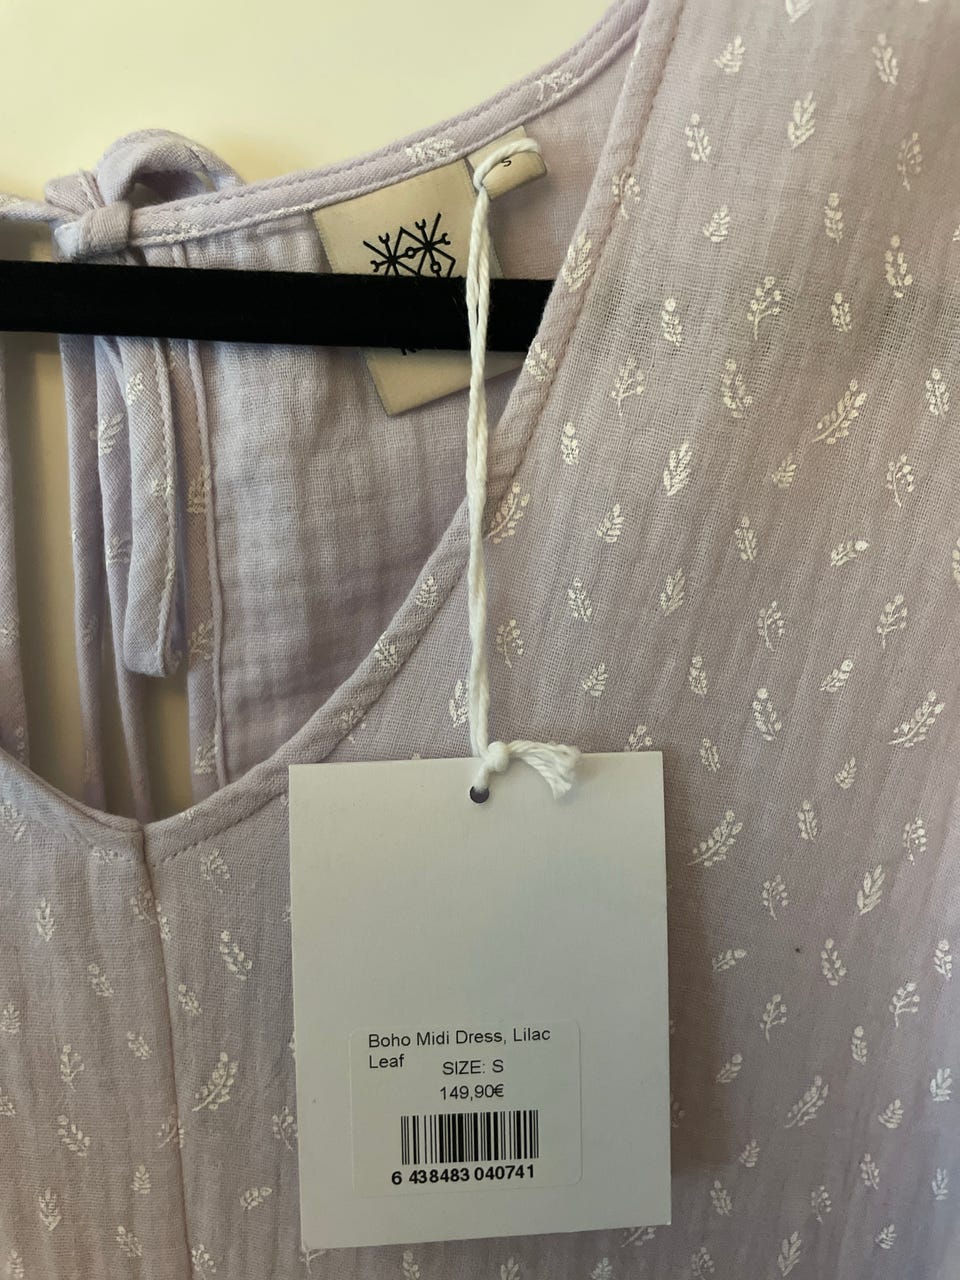 S
Boho Midi Dress, Lilac
Leaf
SIZE: S
149,90€
6 438483 040741